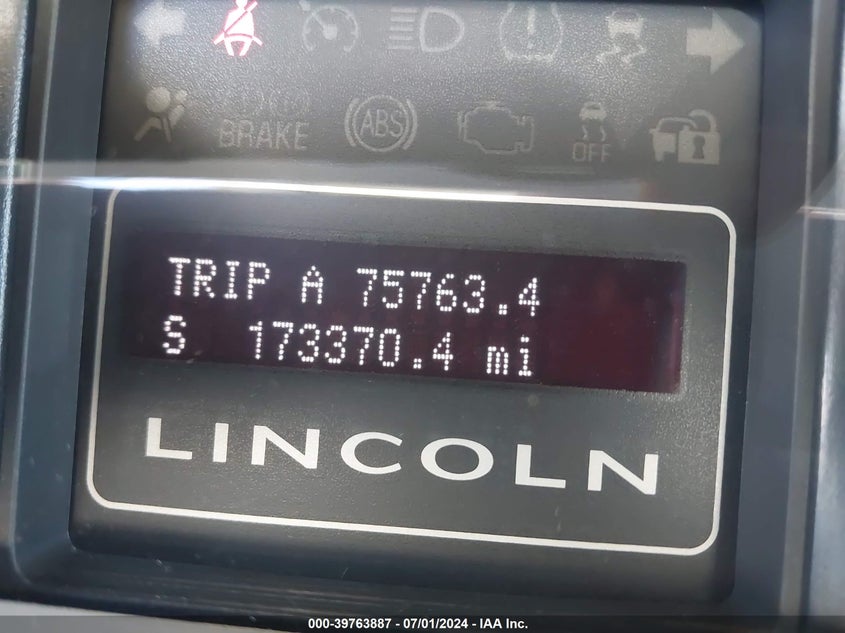 BRAKE
ABS
OFF
TRIP A 75763.4
S 173370.4 mi
LINCOLN
000-39763887 / 07/01/2024 - IAA Inc.